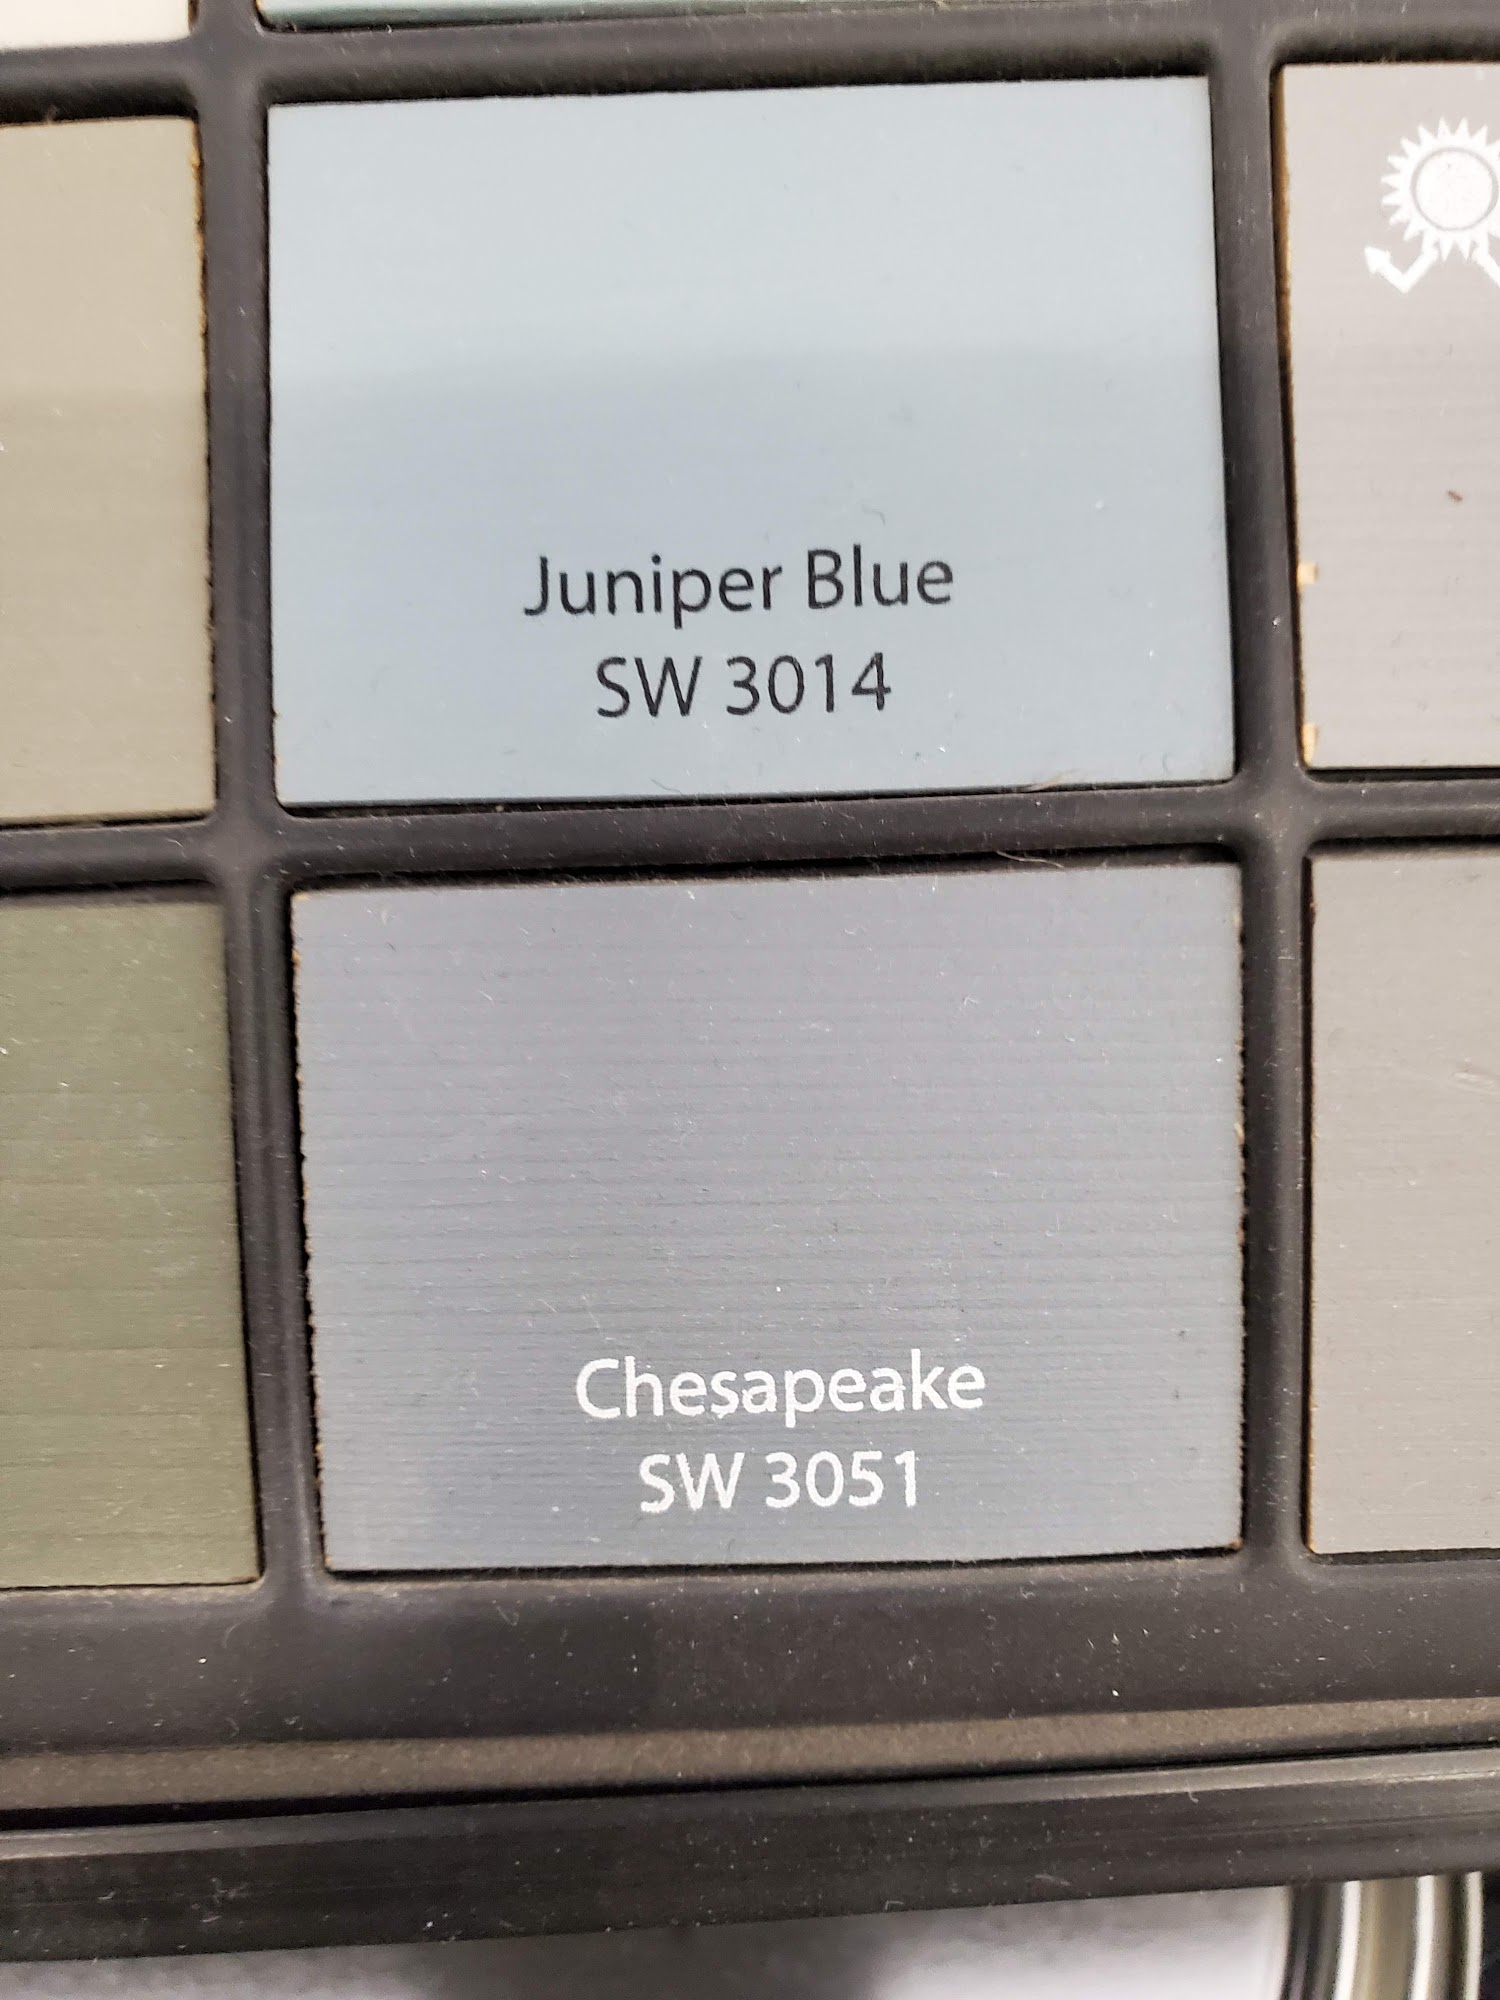 Juniper Blue
SW 3014
Chesapeake
SW 3051